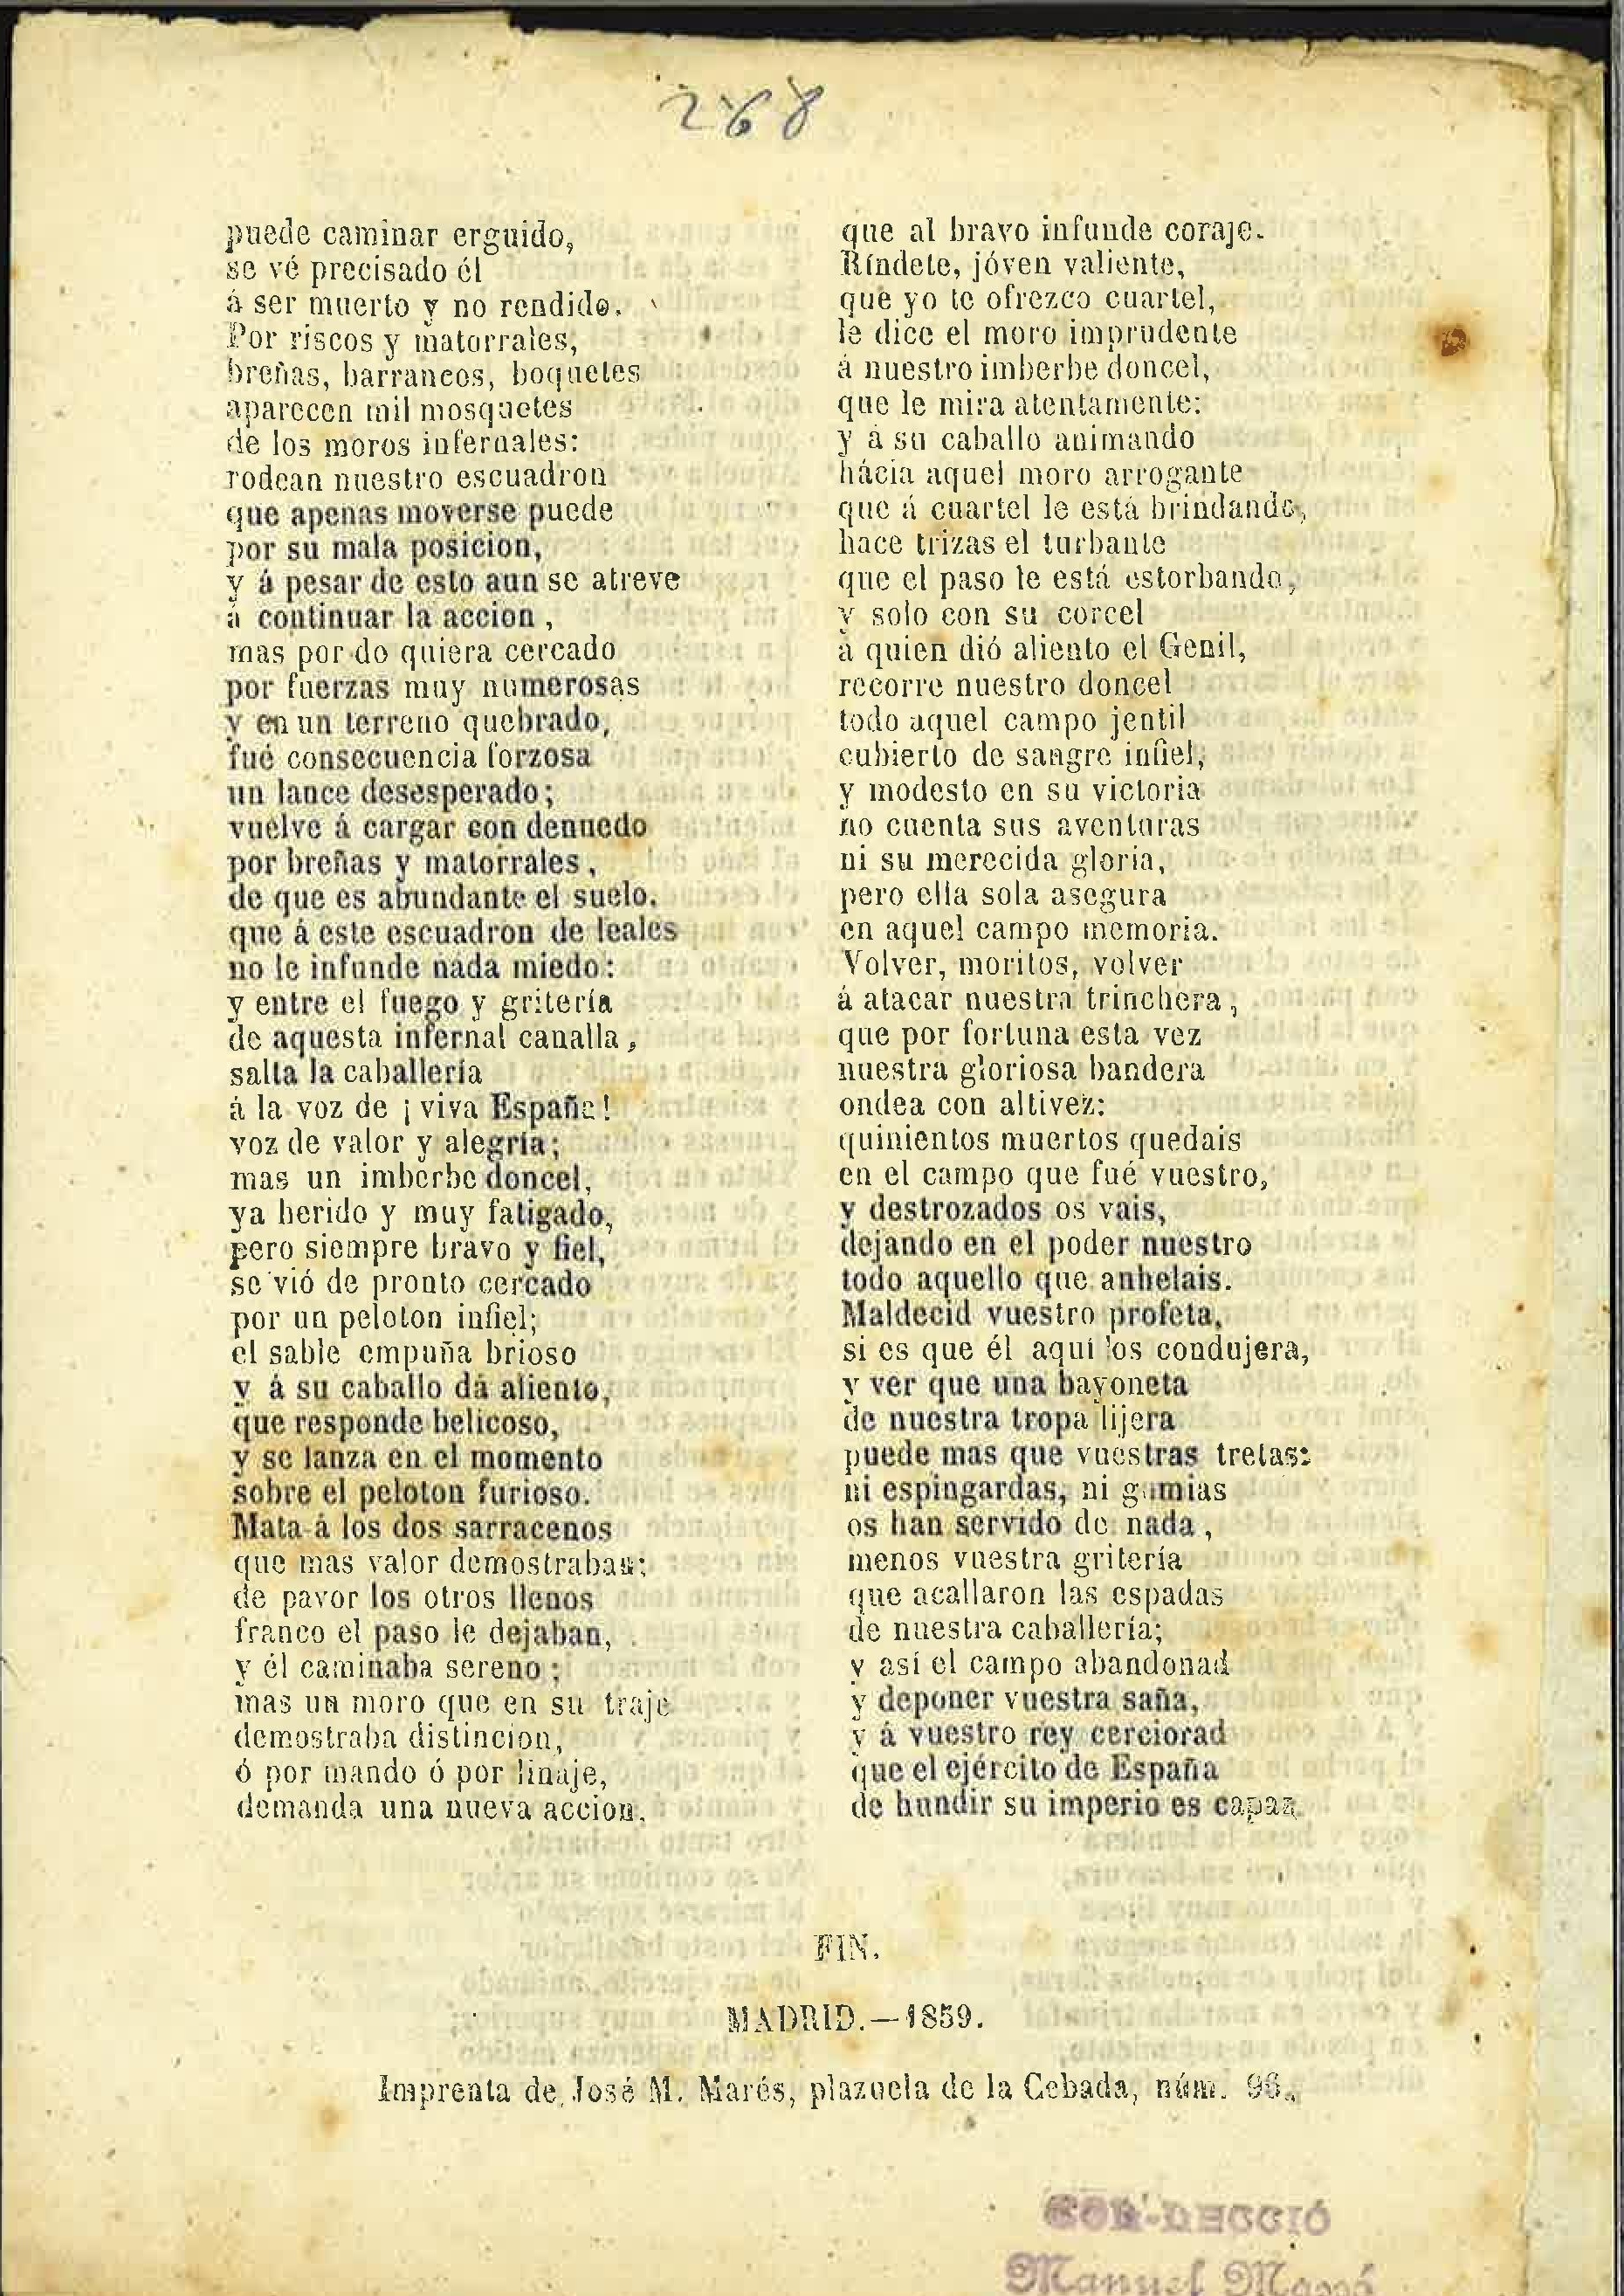 268
puede caminar erguido,
se vé precisado él
á ser muerto y no rendido.
Por riscos y matorrales,
breñas, barrancos, boquetes
aparecen mil mosquetes
de los moros infernales:
rodean nuestro escuadron
que apenas moverse puede
por su mala posicion,
y á pesar de esto aun se atreve
á continuar la accion,
mas por do quiera cercado
por fuerzas muy numerosas
y en un terreno quebrado,
fué consecuencia forzosa
un lance desesperado;
vuelve á cargar con denuedo
por breñas y matorrales,
de que es abundante el suelo,
que á este escuadron de leales
no le infunde nada miedo:
y entre el fuego y gritería
de aquesta infernal canalla,
salta la caballería
á la voz de ¡viva España!
voz de valor y alegría;
mas un imberbe doncel,
ya herido y muy fatigado,
pero siempre bravo y fiel,
se vió de pronto cercado
por un peloton infiel;
el sable empuña brioso
y á su caballo dá aliento,
que responde belicoso,
y se lanza en el momento
sobre el peloton furioso.
Mata á los dos sarracenos
que mas valor demostraban;
de pavor los otros llenos
franco el paso le dejaban,
y él caminaba sereno;
mas un moro que en su traje
demostraba distincion,
ó por mando ó por linaje,
demanda una nueva accion.
que al bravo infunde coraje.
Ríndete, jóven valiente,
que yo te ofrezco cuartel,
le dice el moro imprudente
á nuestro imberbe doncel,
que le mira atentamente:
y á su caballo animando
hácia aquel moro arrogante
que á cuartel le está brindando,
hace trizas el turbante
que el paso le está estorbando,
y solo con su corcel
á quien dió aliento el Genil,
recorre nuestro doncel
todo aquel campo jentil
cubierto de sangre infiel;
y modesto en su victoria
no cuenta sus aventuras
ni su merecida gloria,
pero ella sola asegura
en aquel campo memoria.
Volver, moritos, volver
á atacar nuestra trinchera,
que por fortuna esta vez
nuestra gloriosa bandera
ondea con altivez:
quinientos muertos quedais
en el campo que fué vuestro,
y destrozados os vais,
dejando en el poder nuestro
todo aquello que anhelais.
Maldecid vuestro profeta,
si es que él aquí os condujera,
y ver que una bayoneta
de nuestra tropa lijera
puede mas que vuestras tretas:
ni espingardas, ni gumias
os han servido de nada,
menos vuestra gritería
que acallaron las espadas
de nuestra caballería;
y así el campo abandonad
y deponer vuestra saña,
y á vuestro rey cerciorad
que el ejército de España
de hundir su imperio es capaz
FIN.
MADRID.—1859.
Imprenta de José M. Marés, plazuela de la Cebada, núm. 96.
COL·LECCIÓ
Manuel